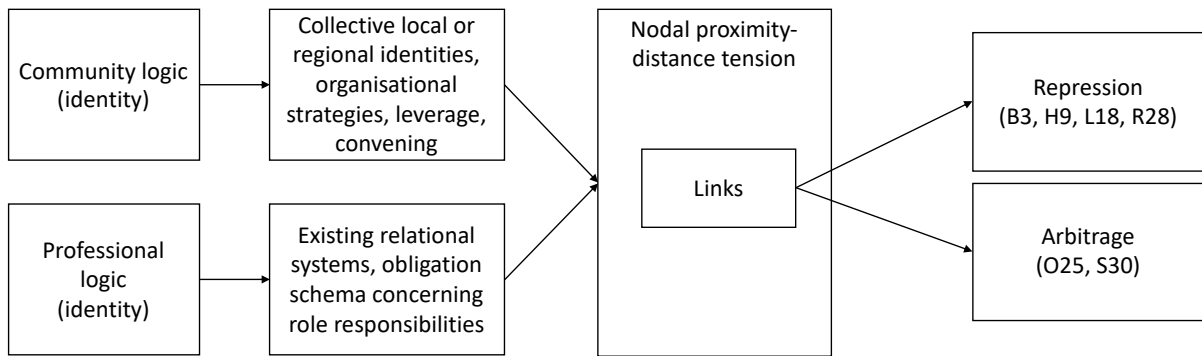 Community logic
(identity)
Collective local or
regional identities,
organisational
strategies, leverage,
convening
Professional
logic
(identity)
Existing relational
systems, obligation
schema concerning
role responsibilities
Nodal proximity-
distance tension
Links
Repression
(B3, H9, L18, R28)
Arbitrage
(O25, S30)